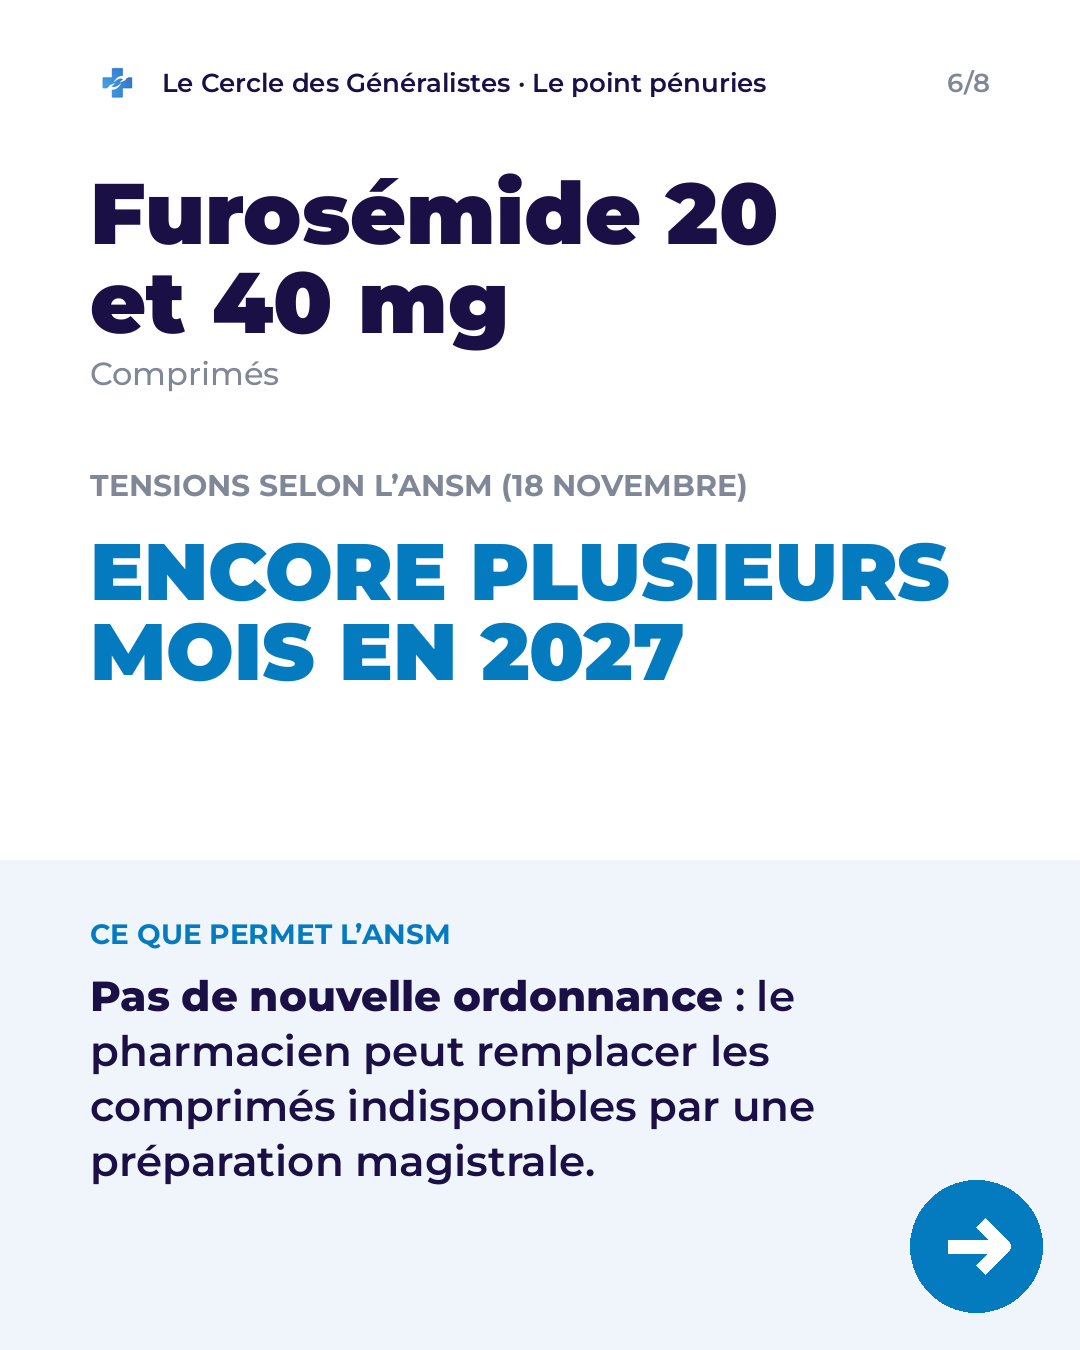 Le Cercle des Généralistes · Le point pénuries
6/8
Furosémide 20
et 40 mg
Comprimés
TENSIONS SELON L’ANSM (18 NOVEMBRE)
ENCORE PLUSIEURS
MOIS EN 2027
CE QUE PERMET L’ANSM
Pas de nouvelle ordonnance : le
pharmacien peut remplacer les
comprimés indisponibles par une
préparation magistrale.